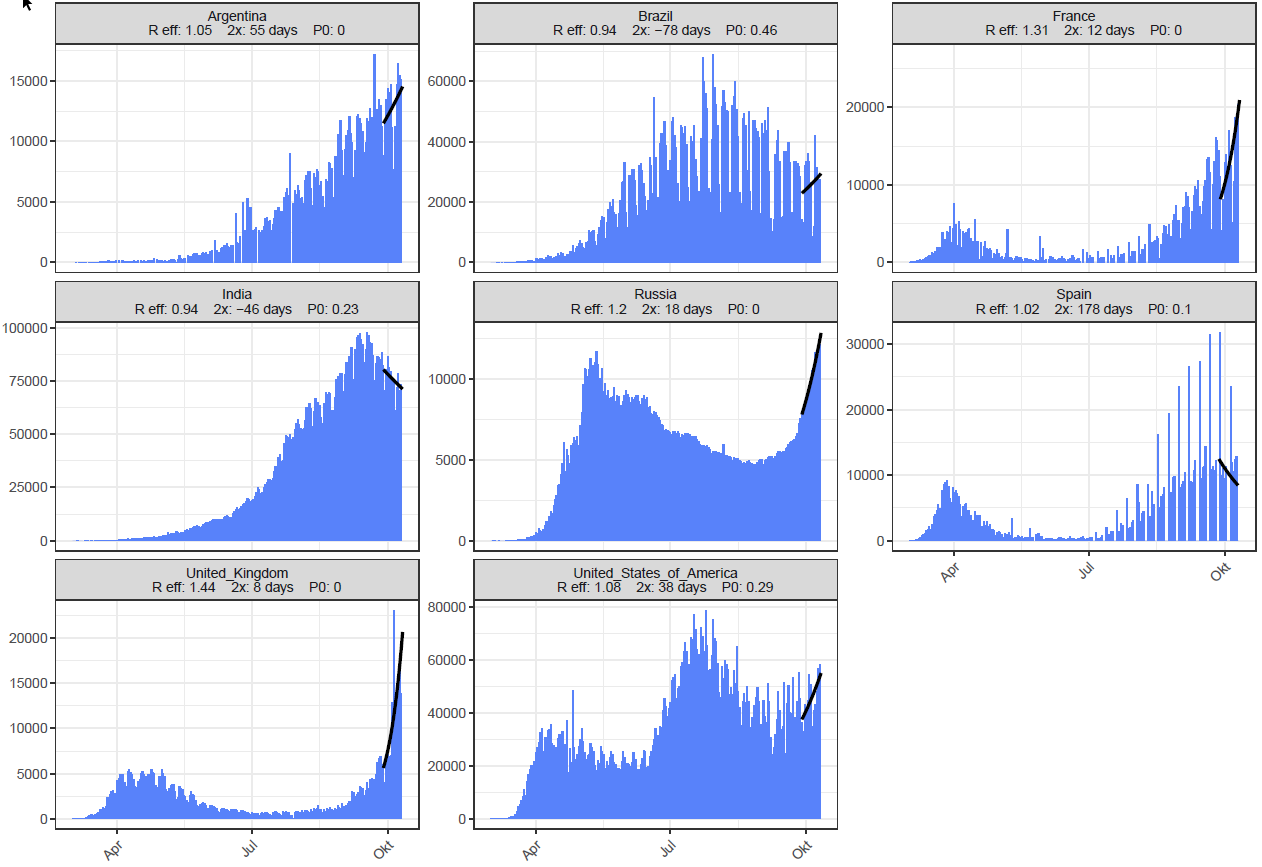 Argentina
R eff: 1.05 2x: 55 days P0: 0
Brazil
R eff: 0.94 2x: −78 days P0: 0.46
France
R eff: 1.31 2x: 12 days P0: 0
15000
10000
5000
0
60000
40000
20000
0
20000
10000
0
India
R eff: 0.94 2x: −46 days P0: 0.23
Russia
R eff: 1.2 2x: 18 days P0: 0
Spain
R eff: 1.02 2x: 178 days P0: 0.1
100000
75000
50000
25000
0
10000
5000
0
30000
20000
10000
0
Apr Jul Okt
United_Kingdom
R eff: 1.44 2x: 8 days P0: 0
United_States_of_America
R eff: 1.08 2x: 38 days P0: 0.29
20000
15000
10000
5000
0
80000
60000
40000
20000
0
Apr Jul Okt
Apr Jul Okt